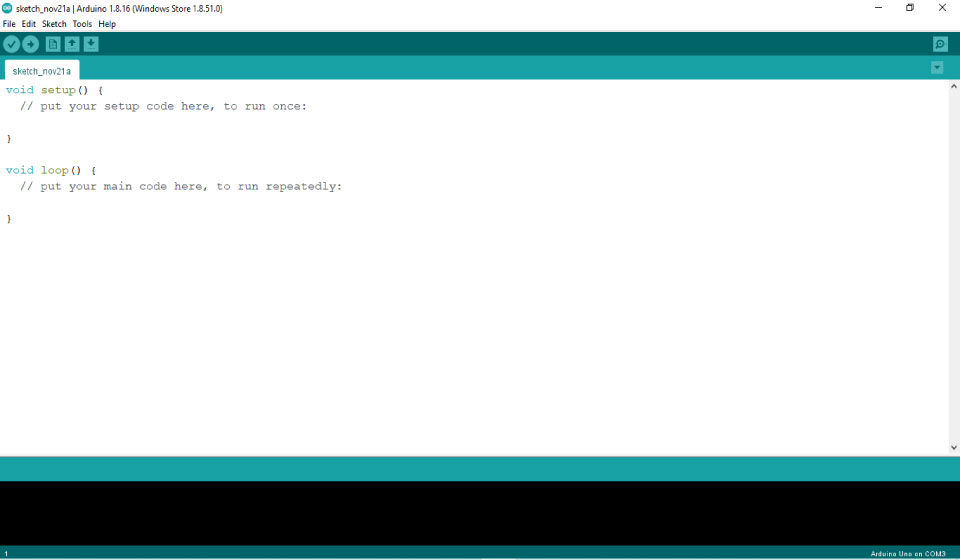 sketch_nov21a | Arduino 1.8.16 (Windows Store 1.8.51.0)
File Edit Sketch Tools Help
sketch_nov21a
void setup() {
  // put your setup code here, to run once:
}
void loop() {
  // put your main code here, to run repeatedly:
}
1
Arduino Uno on COM3